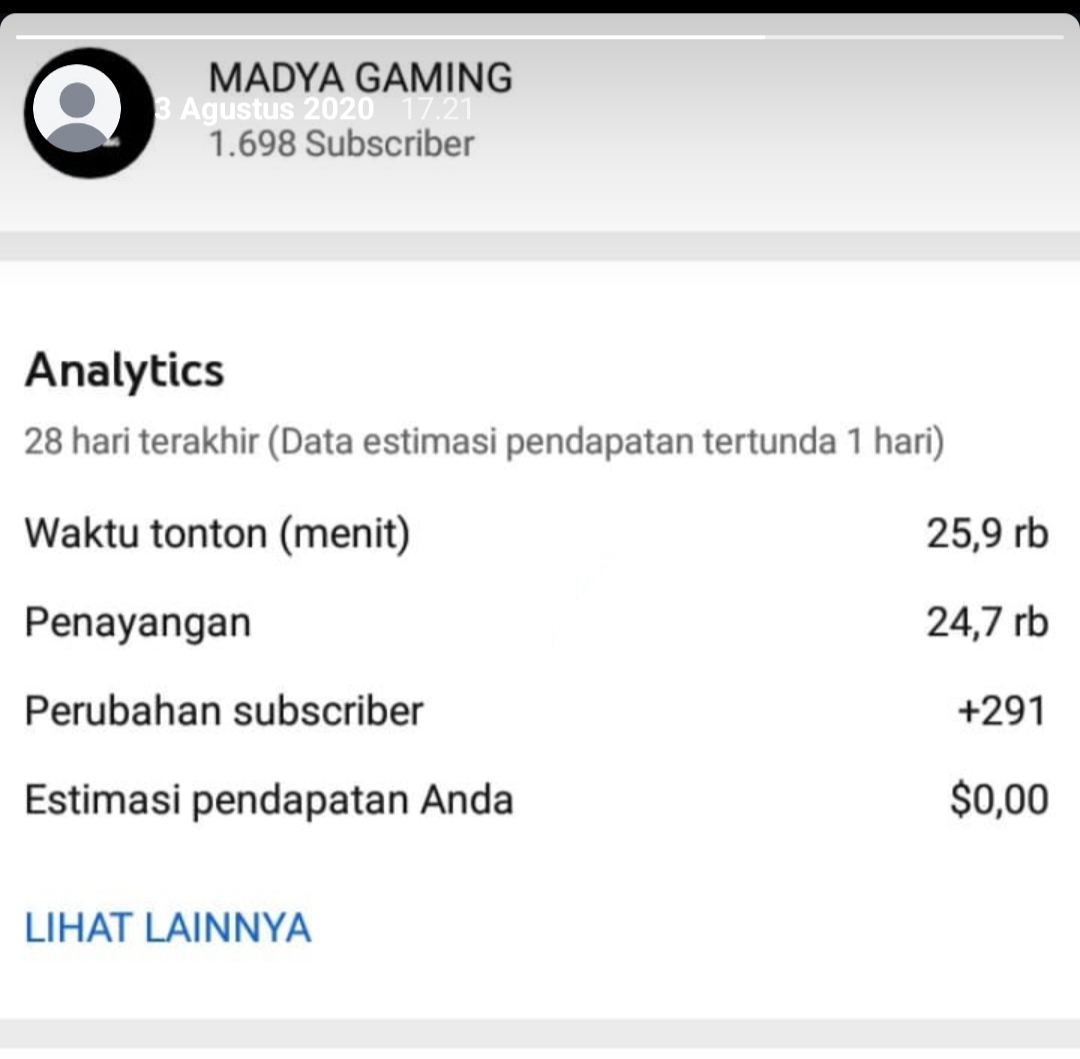 MADYA GAMING
3 Agustus 2020 17.21
1.698 Subscriber
Analytics
28 hari terakhir (Data estimasi pendapatan tertunda 1 hari)
Waktu tonton (menit) 25,9 rb
Penayangan 24,7 rb
Perubahan subscriber +291
Estimasi pendapatan Anda $0,00
LIHAT LAINNYA